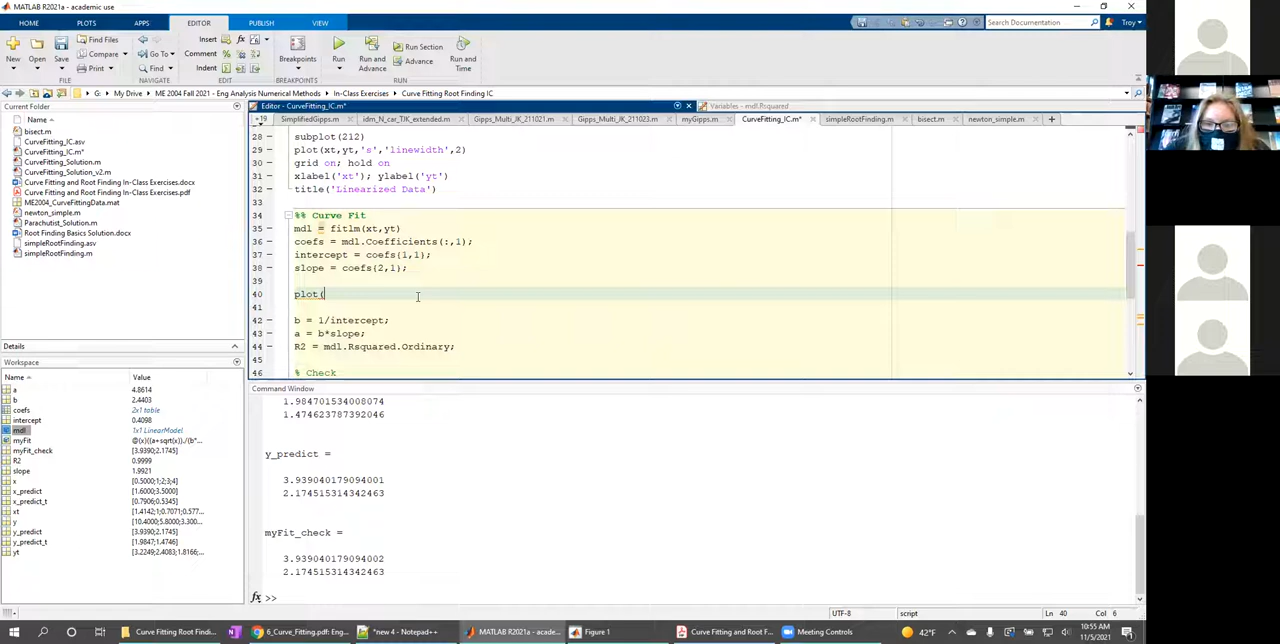 MATLAB R2021a - academic use
HOME PLOTS APPS EDITOR PUBLISH VIEW
Search Documentation Troy
New Open Save Find Files Compare Print
Go To Find
Insert Comment Indent
Breakpoints
Run Run and Advance Run Section Advance Run and Time
FILE NAVIGATE EDIT BREAKPOINTS RUN
G: My Drive ME 2004 Fall 2021 - Eng Analysis Numerical Methods In-Class Exercises Curve Fitting Root Finding IC
Current Folder
Name
bisect.m
CurveFitting_IC.asv
CurveFitting_IC.m*
CurveFitting_Solution.m
CurveFitting_Solution_v2.m
Curve Fitting and Root Finding In-Class Exercises.docx
Curve Fitting and Root Finding In-Class Exercises.pdf
ME2004_CurveFittingData.mat
newton_simple.m
Parachutist_Solution.m
Root Finding Basics Solution.docx
simpleRootFinding.asv
simpleRootFinding.m
Details
Workspace
Name Value
a 4.8614
b 2.4403
coefs 2x1 table
intercept 0.4098
mdl 1x1 LinearModel
myFit @(x)((a+sqrt(x))./(b*...
myFit_check [3.9390;2.1745]
R2 0.9999
slope 1.9921
x [0.5000;1;2;3;4]
x_predict [1.6000;3.5000]
x_predict_t [0.7906;0.5345]
xt [1.4142;1;0.7071;0.577...
y [10.4000;5.8000;3.300...
y_predict [3.9390;2.1745]
y_predict_t [1.9847;1.4746]
yt [3.2249;2.4083;1.8166;...
Editor - CurveFitting_IC.m* Variables - mdl.Rsquared
+19 SimplifiedGipps.m idm_N_car_TJK_extended.m Gipps_Multi_JK_211021.m Gipps_Multi_JK_211023.m myGipps.m CurveFitting_IC.m* simpleRootFinding.m bisect.m newton_simple.m +
28 subplot(212)
29 plot(xt,yt,'s','linewidth',2)
30 grid on; hold on
31 xlabel('xt'); ylabel('yt')
32 title('Linearized Data')
33
34 %% Curve Fit
35 mdl = fitlm(xt,yt)
36 coefs = mdl.Coefficients(:,1);
37 intercept = coefs{1,1};
38 slope = coefs{2,1};
39
40 plot(
41
42 b = 1/intercept;
43 a = b*slope;
44 R2 = mdl.Rsquared.Ordinary;
45
46 % Check
Command Window
1.984701534008074
1.474623787392046
y_predict =
3.939040179094001
2.174515314342463
myFit_check =
3.939040179094002
2.174515314342463
fx >>
UTF-8 script Ln 40 Col 6
Curve Fitting Root Findi... 6_Curve_Fitting.pdf: Eng... *new 4 - Notepad++ MATLAB R2021a - acade... Figure 1 Curve Fitting and Root F... Meeting Controls 42°F 10:55 AM
11/5/2021